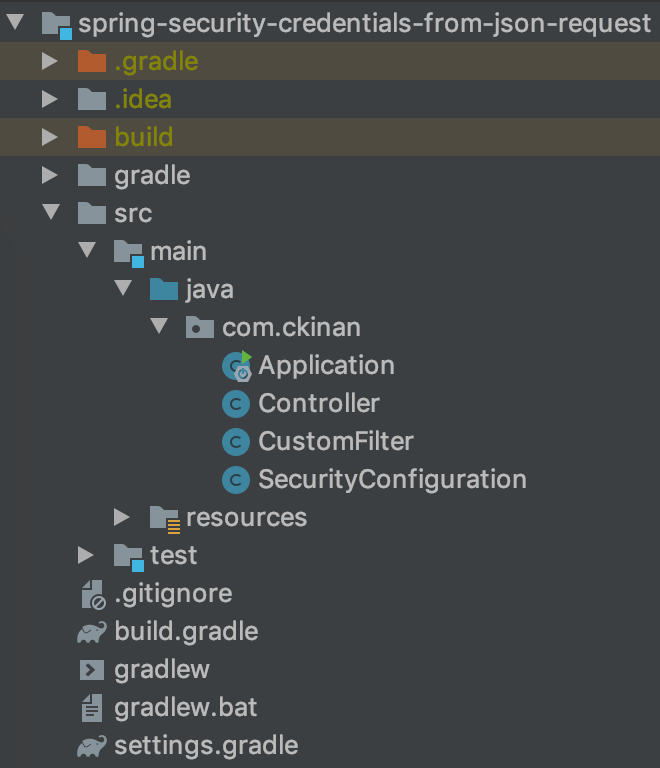 spring-security-credentials-from-json-request
.gradle
.idea
build
gradle
src
main
java
com.ckinan
Application
Controller
CustomFilter
SecurityConfiguration
resources
test
.gitignore
build.gradle
gradlew
gradlew.bat
settings.gradle